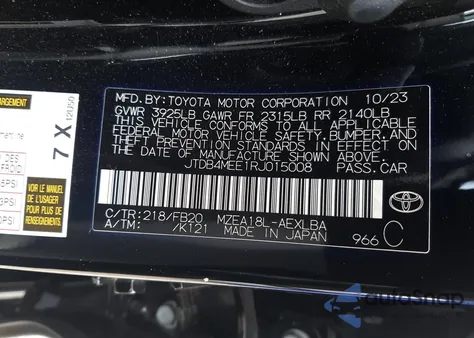 MFD.BY: TOYOTA MOTOR CORPORATION 10/23
GVWR 3925LB GAWR FR 2315LB RR 2140LB
THIS VEHICLE CONFORMS TO ALL APPLICABLE
FEDERAL MOTOR VEHICLE SAFETY,BUMPER,AND
THEFT PREVENTION STANDARDS IN EFFECT ON
THE DATE OF MANUFACTURE SHOWN ABOVE.
JTDB4MEE1RJ015008 PASS.CAR
C/TR: 218/FB20 MZEA18L-AEXLBA
A/TM: /K121 MADE IN JAPAN 966 C
TOYOTA
7 X
12U50
VOIR LE MANUEL
DE L'USAGER
POUR PLUS DE
autoSnap